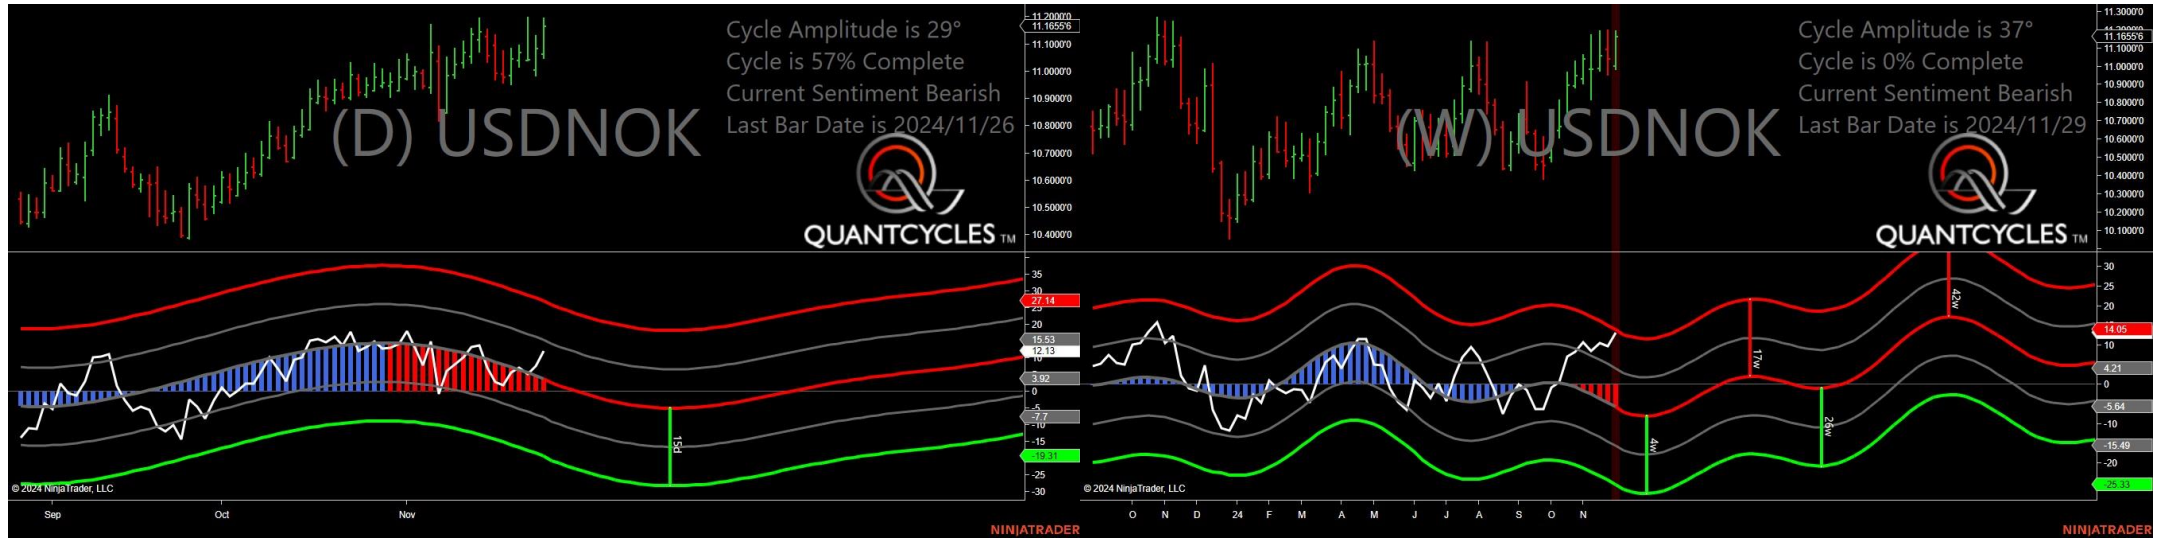 Cycle Amplitude is 29°
Cycle is 57% Complete
Current Sentiment Bearish
Last Bar Date is 2024/11/26
(D) USDNOK
QUANTCYCLES TM
11.2000'0
11.1655'6
11.1000'0
11.0000'0
10.9000'0
10.8000'0
10.7000'0
10.6000'0
10.5000'0
10.4000'0
35
30
27.14
25
20
15.53
12.13
10
3.92
0
-5
-7.7
-10
-15
-19.31
-25
-30
15d
© 2024 NinjaTrader, LLC
Sep Oct Nov
NINJATRADER
Cycle Amplitude is 37°
Cycle is 0% Complete
Current Sentiment Bearish
Last Bar Date is 2024/11/29
(W) USDNOK
QUANTCYCLES TM
11.3000'0
11.1655'6
11.1000'0
11.0000'0
10.9000'0
10.8000'0
10.7000'0
10.6000'0
10.5000'0
10.4000'0
10.3000'0
10.2000'0
10.1000'0
30
25
20
14.05
10
4.21
0
-5.64
-10
-15.49
-20
-25.33
4w
17w
26w
42w
© 2024 NinjaTrader, LLC
O N D 24 F M A M J J A S O N
NINJATRADER